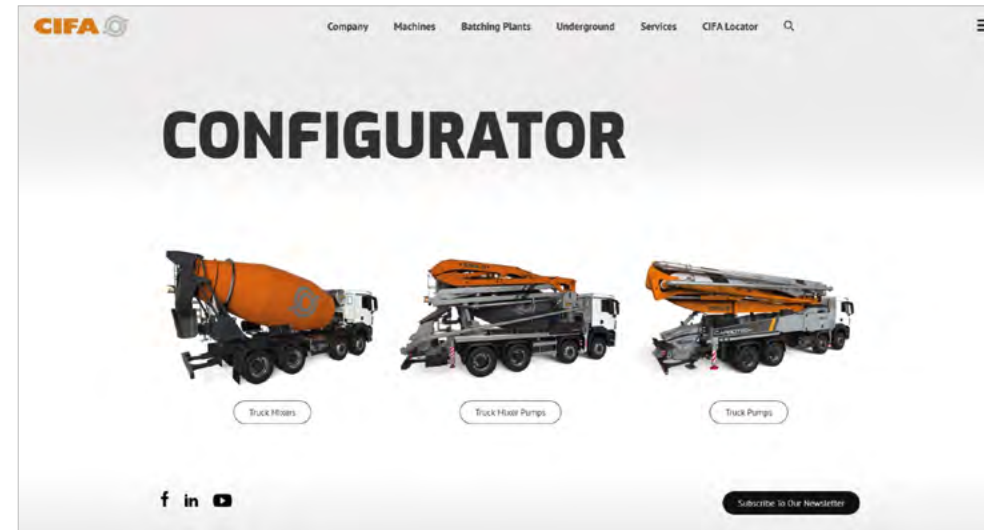 CIFA
Company Machines Batching Plants Underground Services CIFA Locator
CONFIGURATOR
Truck Mixers Truck Mixer Pumps Truck Pumps
f in
Subscribe To Our Newsletter